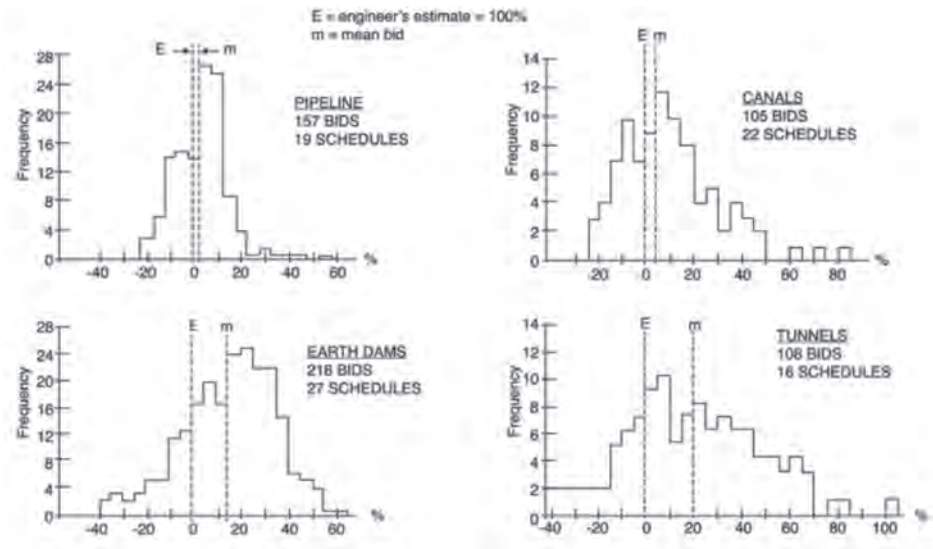 E = engineer's estimate = 100%
m = mean bid
E m
28
24
20
16
12
8
4
0
Frequency
PIPELINE
157 BIDS
19 SCHEDULES
-40 -20 0 20 40 60 %
E m
14
12
10
8
6
4
2
0
Frequency
CANALS
105 BIDS
22 SCHEDULES
-20 0 20 40 60 80 %
E m
28
24
20
16
12
8
4
0
Frequency
EARTH DAMS
218 BIDS
27 SCHEDULES
-40 -20 0 20 40 60 %
E m
14
12
10
8
6
4
2
0
Frequency
TUNNELS
108 BIDS
16 SCHEDULES
-40 -20 0 20 40 60 80 100 %